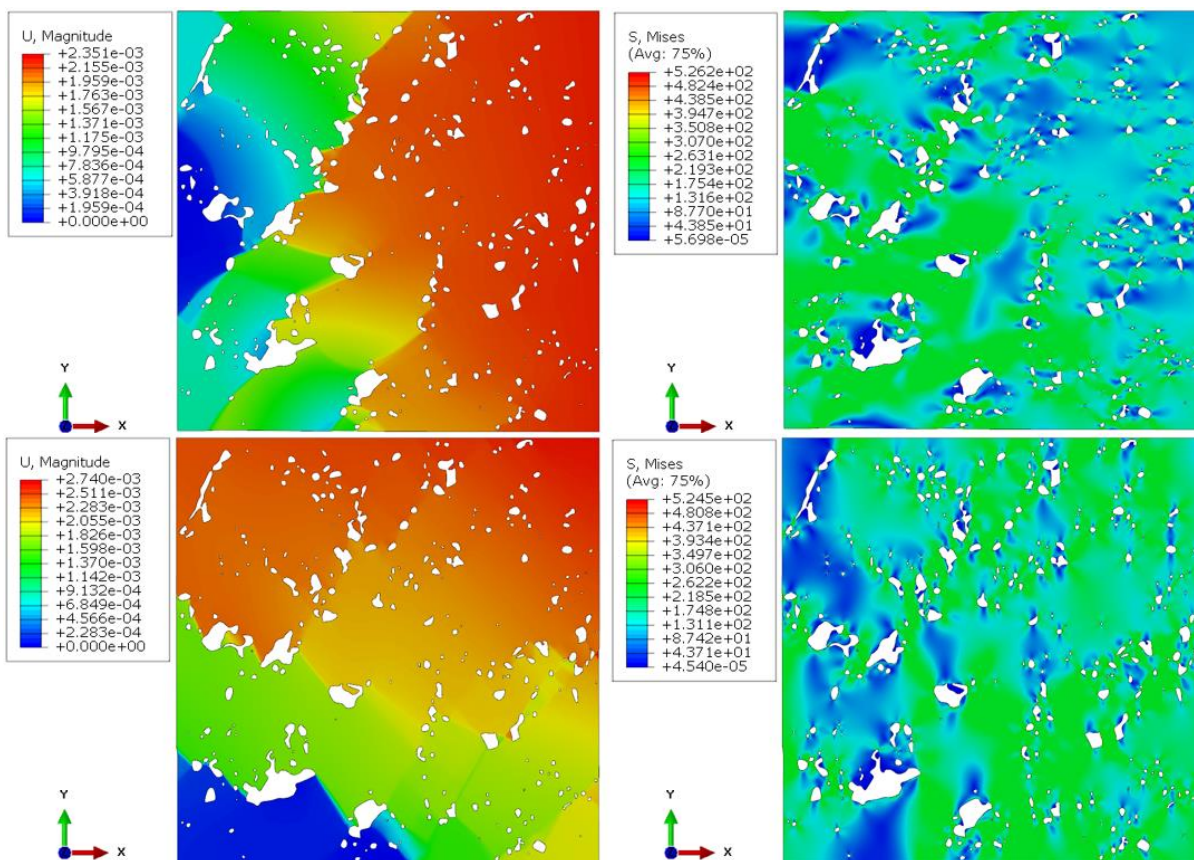 U, Magnitude
+2.351e-03
+2.155e-03
+1.959e-03
+1.763e-03
+1.567e-03
+1.371e-03
+1.175e-03
+9.795e-04
+7.836e-04
+5.877e-04
+3.918e-04
+1.959e-04
+0.000e+00
Y
X
S, Mises
(Avg: 75%)
+5.262e+02
+4.824e+02
+4.385e+02
+3.947e+02
+3.508e+02
+3.070e+02
+2.631e+02
+2.193e+02
+1.754e+02
+1.316e+02
+8.770e+01
+4.385e+01
+5.698e-05
Y
X
U, Magnitude
+2.740e-03
+2.511e-03
+2.283e-03
+2.055e-03
+1.826e-03
+1.598e-03
+1.370e-03
+1.142e-03
+9.132e-04
+6.849e-04
+4.566e-04
+2.283e-04
+0.000e+00
Y
X
S, Mises
(Avg: 75%)
+5.245e+02
+4.808e+02
+4.371e+02
+3.934e+02
+3.497e+02
+3.060e+02
+2.622e+02
+2.185e+02
+1.748e+02
+1.311e+02
+8.742e+01
+4.371e+01
+4.540e-05
Y
X